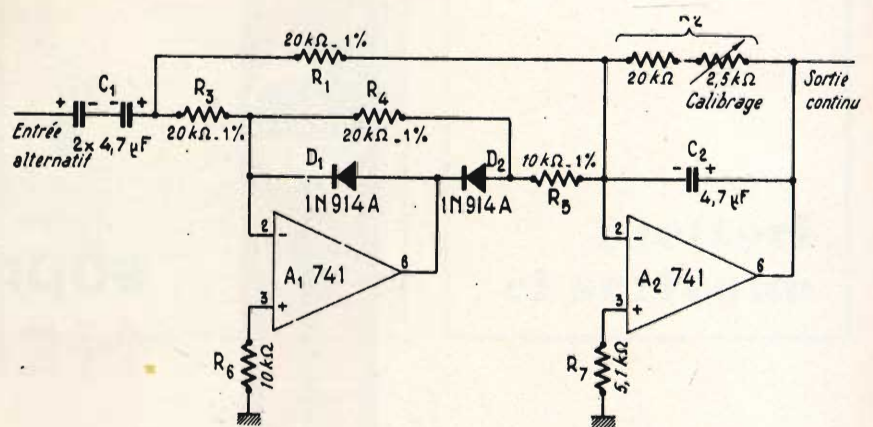 R2
20kΩ_1%
R1
20kΩ
2,5kΩ
Calibrage
Sortie
continu
+ - - +
C1
2x 4,7µF
Entrée
alternatif
R3
20kΩ_1%
R4
20kΩ_1%
D1
1N914A
D2
1N914A
10kΩ_1%
R5
- C2 +
4,7µF
2 -
A1 741
6
3 +
R6
10kΩ
2 -
A2 741
6
3 +
R7
5,1kΩ